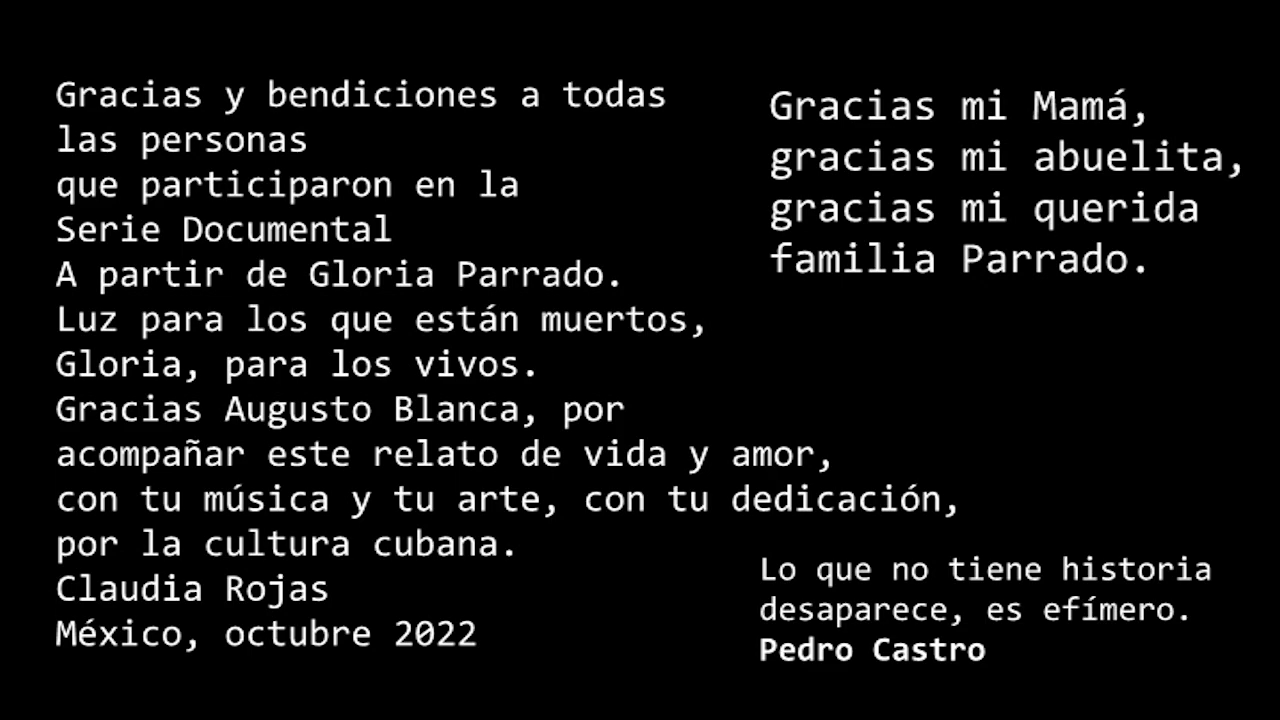 Gracias y bendiciones a todas
las personas
que participaron en la
Serie Documental
A partir de Gloria Parrado.
Luz para los que están muertos,
Gloria, para los vivos.
Gracias Augusto Blanca, por
acompañar este relato de vida y amor,
con tu música y tu arte, con tu dedicación,
por la cultura cubana.
Claudia Rojas
México, octubre 2022
Gracias mi Mamá,
gracias mi abuelita,
gracias mi querida
familia Parrado.
Lo que no tiene historia
desaparece, es efímero.
Pedro Castro